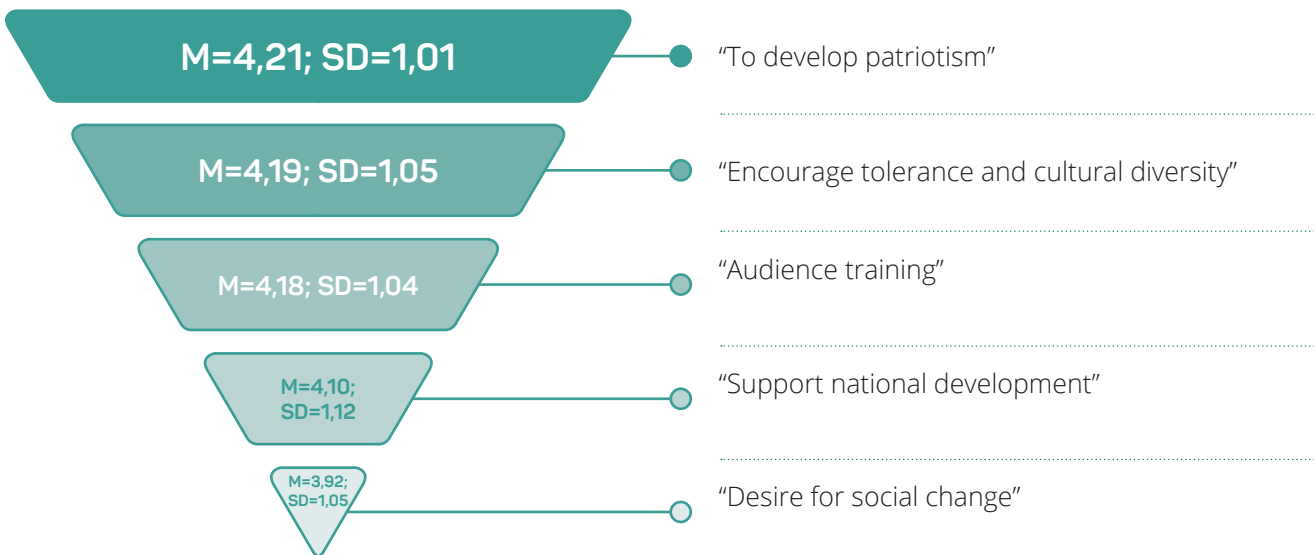 M=4,21; SD=1,01
“To develop patriotism”
M=4,19; SD=1,05
“Encourage tolerance and cultural diversity”
M=4,18; SD=1,04
“Audience training”
M=4,10;
SD=1,12
“Support national development”
M=3,92;
SD=1,05
“Desire for social change”